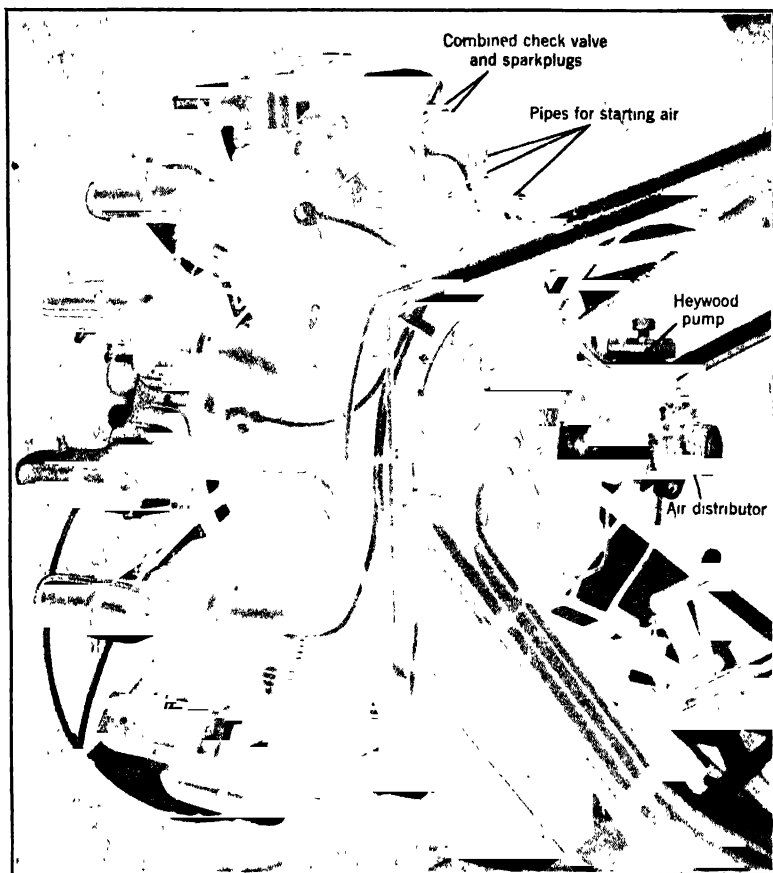 Combined check valve
and sparkplugs
Pipes for starting air
Heywood
pump
Air distributor